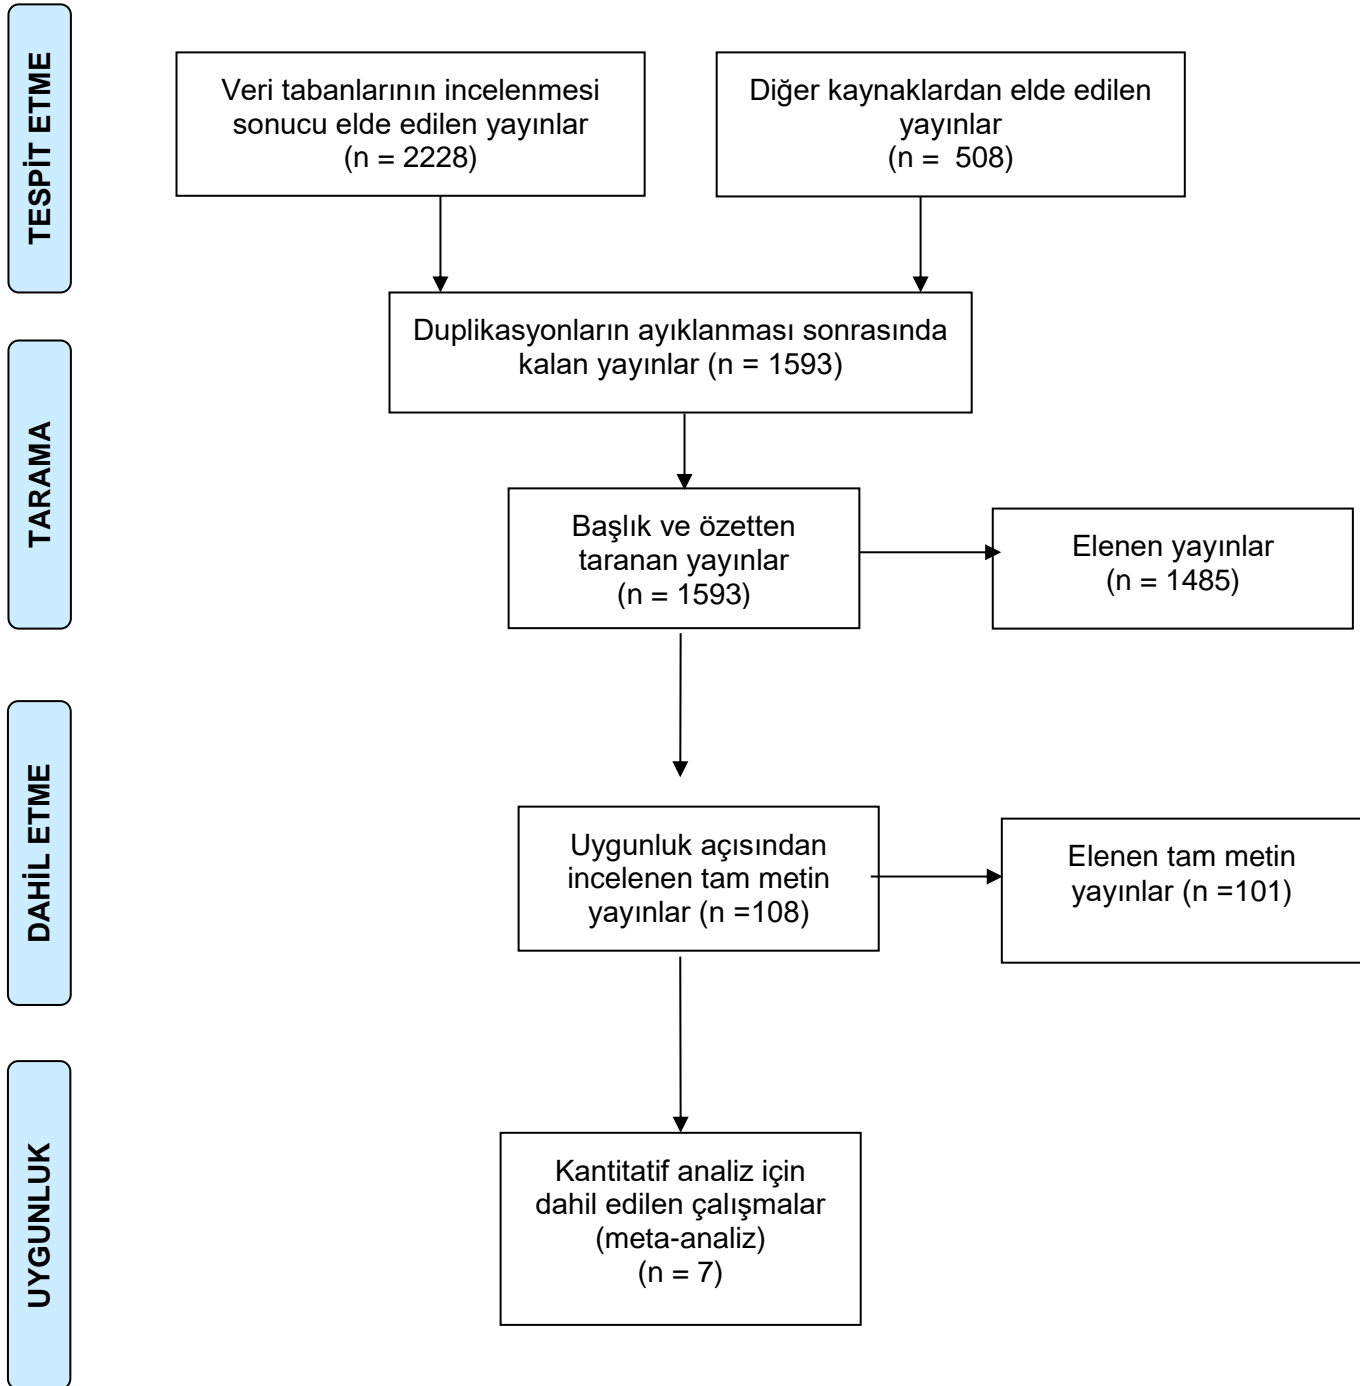 TESPİT ETME
Veri tabanlarının incelenmesi
sonucu elde edilen yayınlar
(n = 2228)
Diğer kaynaklardan elde edilen
yayınlar
(n =  508)
Duplikasyonların ayıklanması sonrasında
kalan yayınlar (n = 1593)
TARAMA
Başlık ve özetten
taranan yayınlar
(n = 1593)
Elenen yayınlar
(n = 1485)
DAHİL ETME
Uygunluk açısından
incelenen tam metin
yayınlar (n =108)
Elenen tam metin
yayınlar (n =101)
UYGUNLUK
Kantitatif analiz için
dahil edilen çalışmalar
(meta-analiz)
(n = 7)